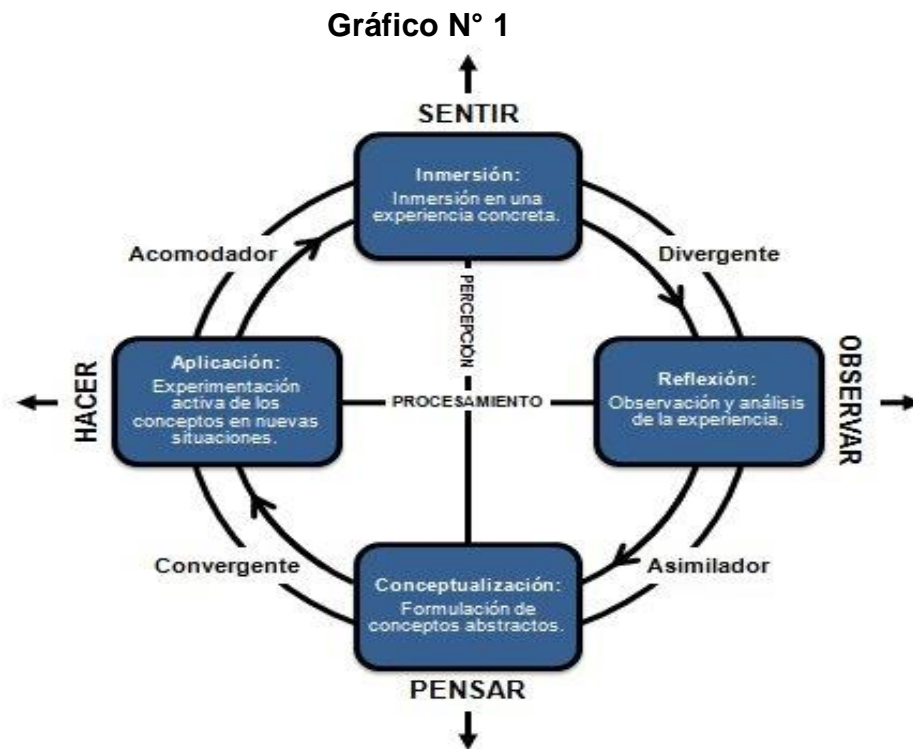 Gráfico N° 1
SENTIR
Inmersión:
Inmersión en una
experiencia concreta.
Acomodador
Divergente
PERCEPCIÓN
HACER
Aplicación:
Experimentación
activa de los
conceptos en nuevas
situaciones.
PROCESAMIENTO
Reflexión:
Observación y análisis
de la experiencia.
OBSERVAR
Convergente
Asimilador
Conceptualización:
Formulación de
conceptos abstractos.
PENSAR